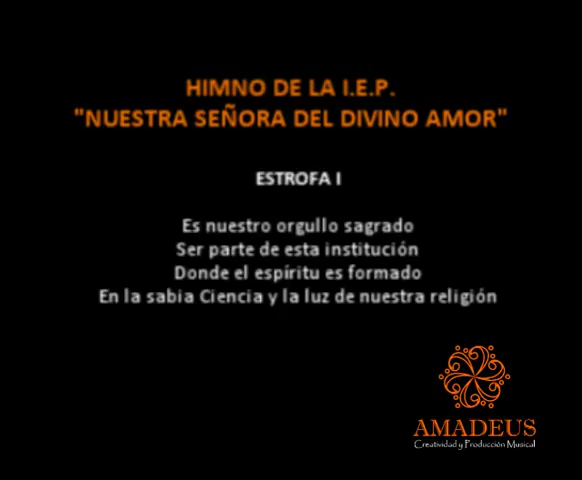 HIMNO DE LA I.E.P.
"NUESTRA SEÑORA DEL DIVINO AMOR"
ESTROFA I
Es nuestro orgullo sagrado
Ser parte de esta institución
Donde el espíritu es formado
En la sabia Ciencia y la luz de nuestra religión
AMADEUS
Creatividad y Producción Musical